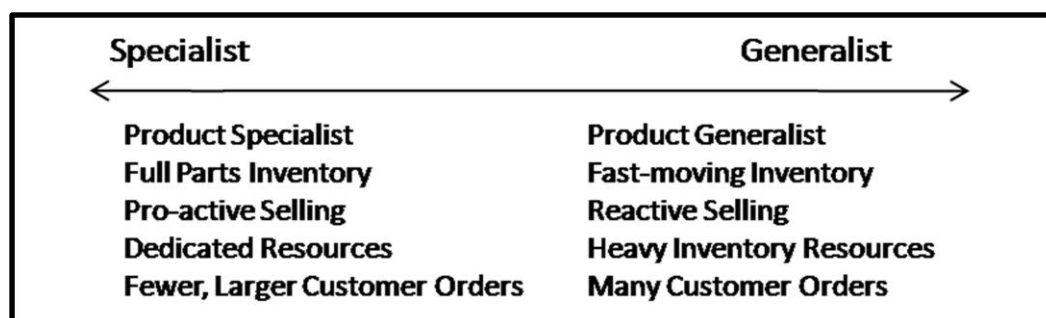 Specialist
Generalist
Product Specialist
Full Parts Inventory
Pro-active Selling
Dedicated Resources
Fewer, Larger Customer Orders
Product Generalist
Fast-moving Inventory
Reactive Selling
Heavy Inventory Resources
Many Customer Orders